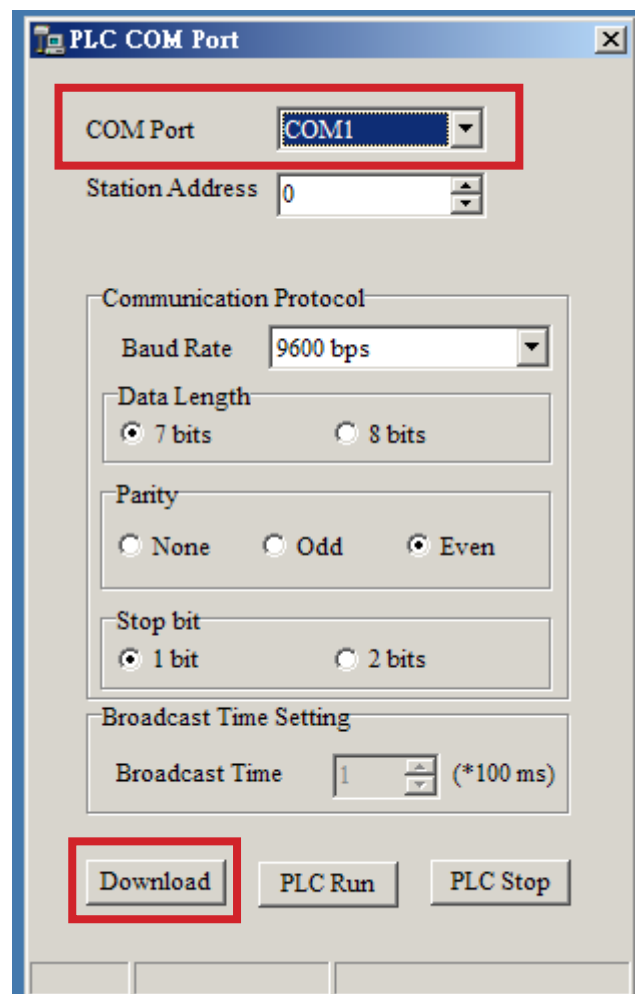 PLC COM Port
COM Port COM1
Station Address 0
Communication Protocol
Baud Rate 9600 bps
Data Length
7 bits 8 bits
Parity
None Odd Even
Stop bit
1 bit 2 bits
Broadcast Time Setting
Broadcast Time 1 (*100 ms)
Download PLC Run PLC Stop